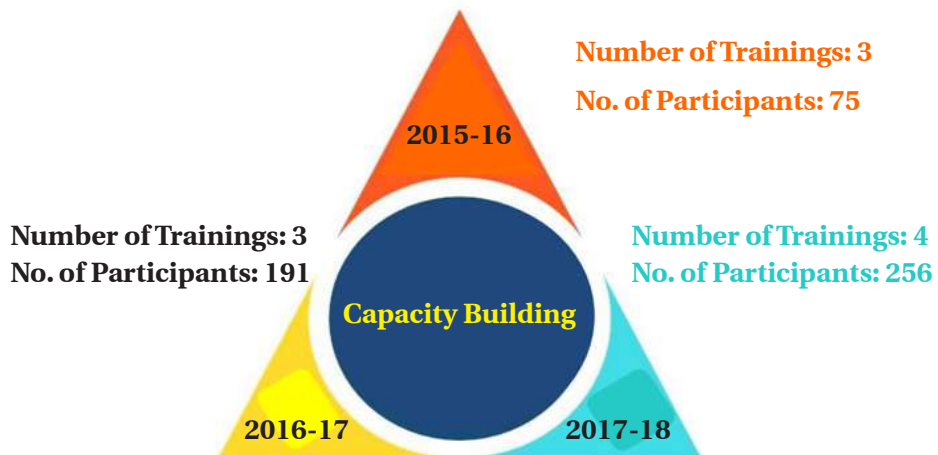 Number of Trainings: 3
No. of Participants: 75
2015-16
Number of Trainings: 3
No. of Participants: 191
Number of Trainings: 4
No. of Participants: 256
Capacity Building
2016-17
2017-18